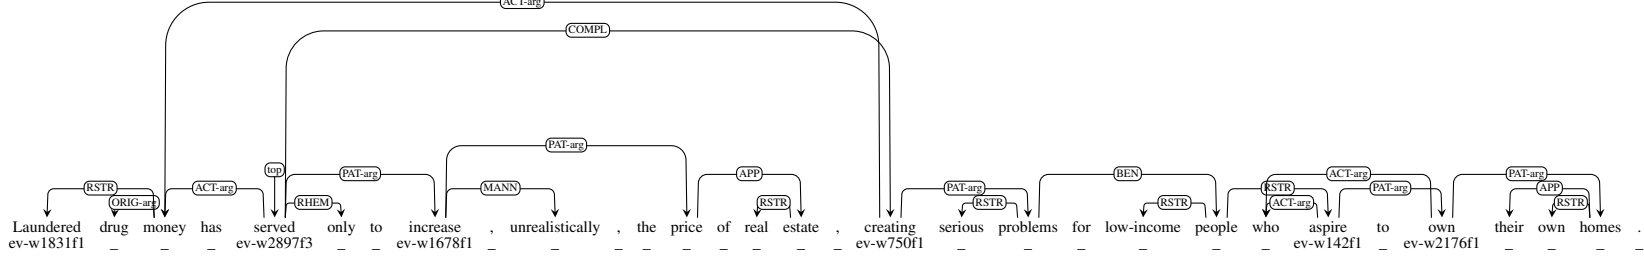 ACT-arg
COMPL
PAT-arg
top PAT-arg APP BEN ACT-arg PAT-arg
RSTR ACT-arg MANN PAT-arg RSTR PAT-arg APP
ORIG-arg RHEM RSTR RSTR RSTR ACT-arg RSTR
Laundered drug money has served only to increase , unrealistically , the price of real estate , creating serious problems for low-income people who aspire to own their own homes .
ev-w1831f1 _ _ _ ev-w2897f3 _ _ ev-w1678f1 _ _ _ _ _ _ _ _ _ ev-w750f1 _ _ _ _ _ _ ev-w142f1 _ ev-w2176f1 _ _ _ _